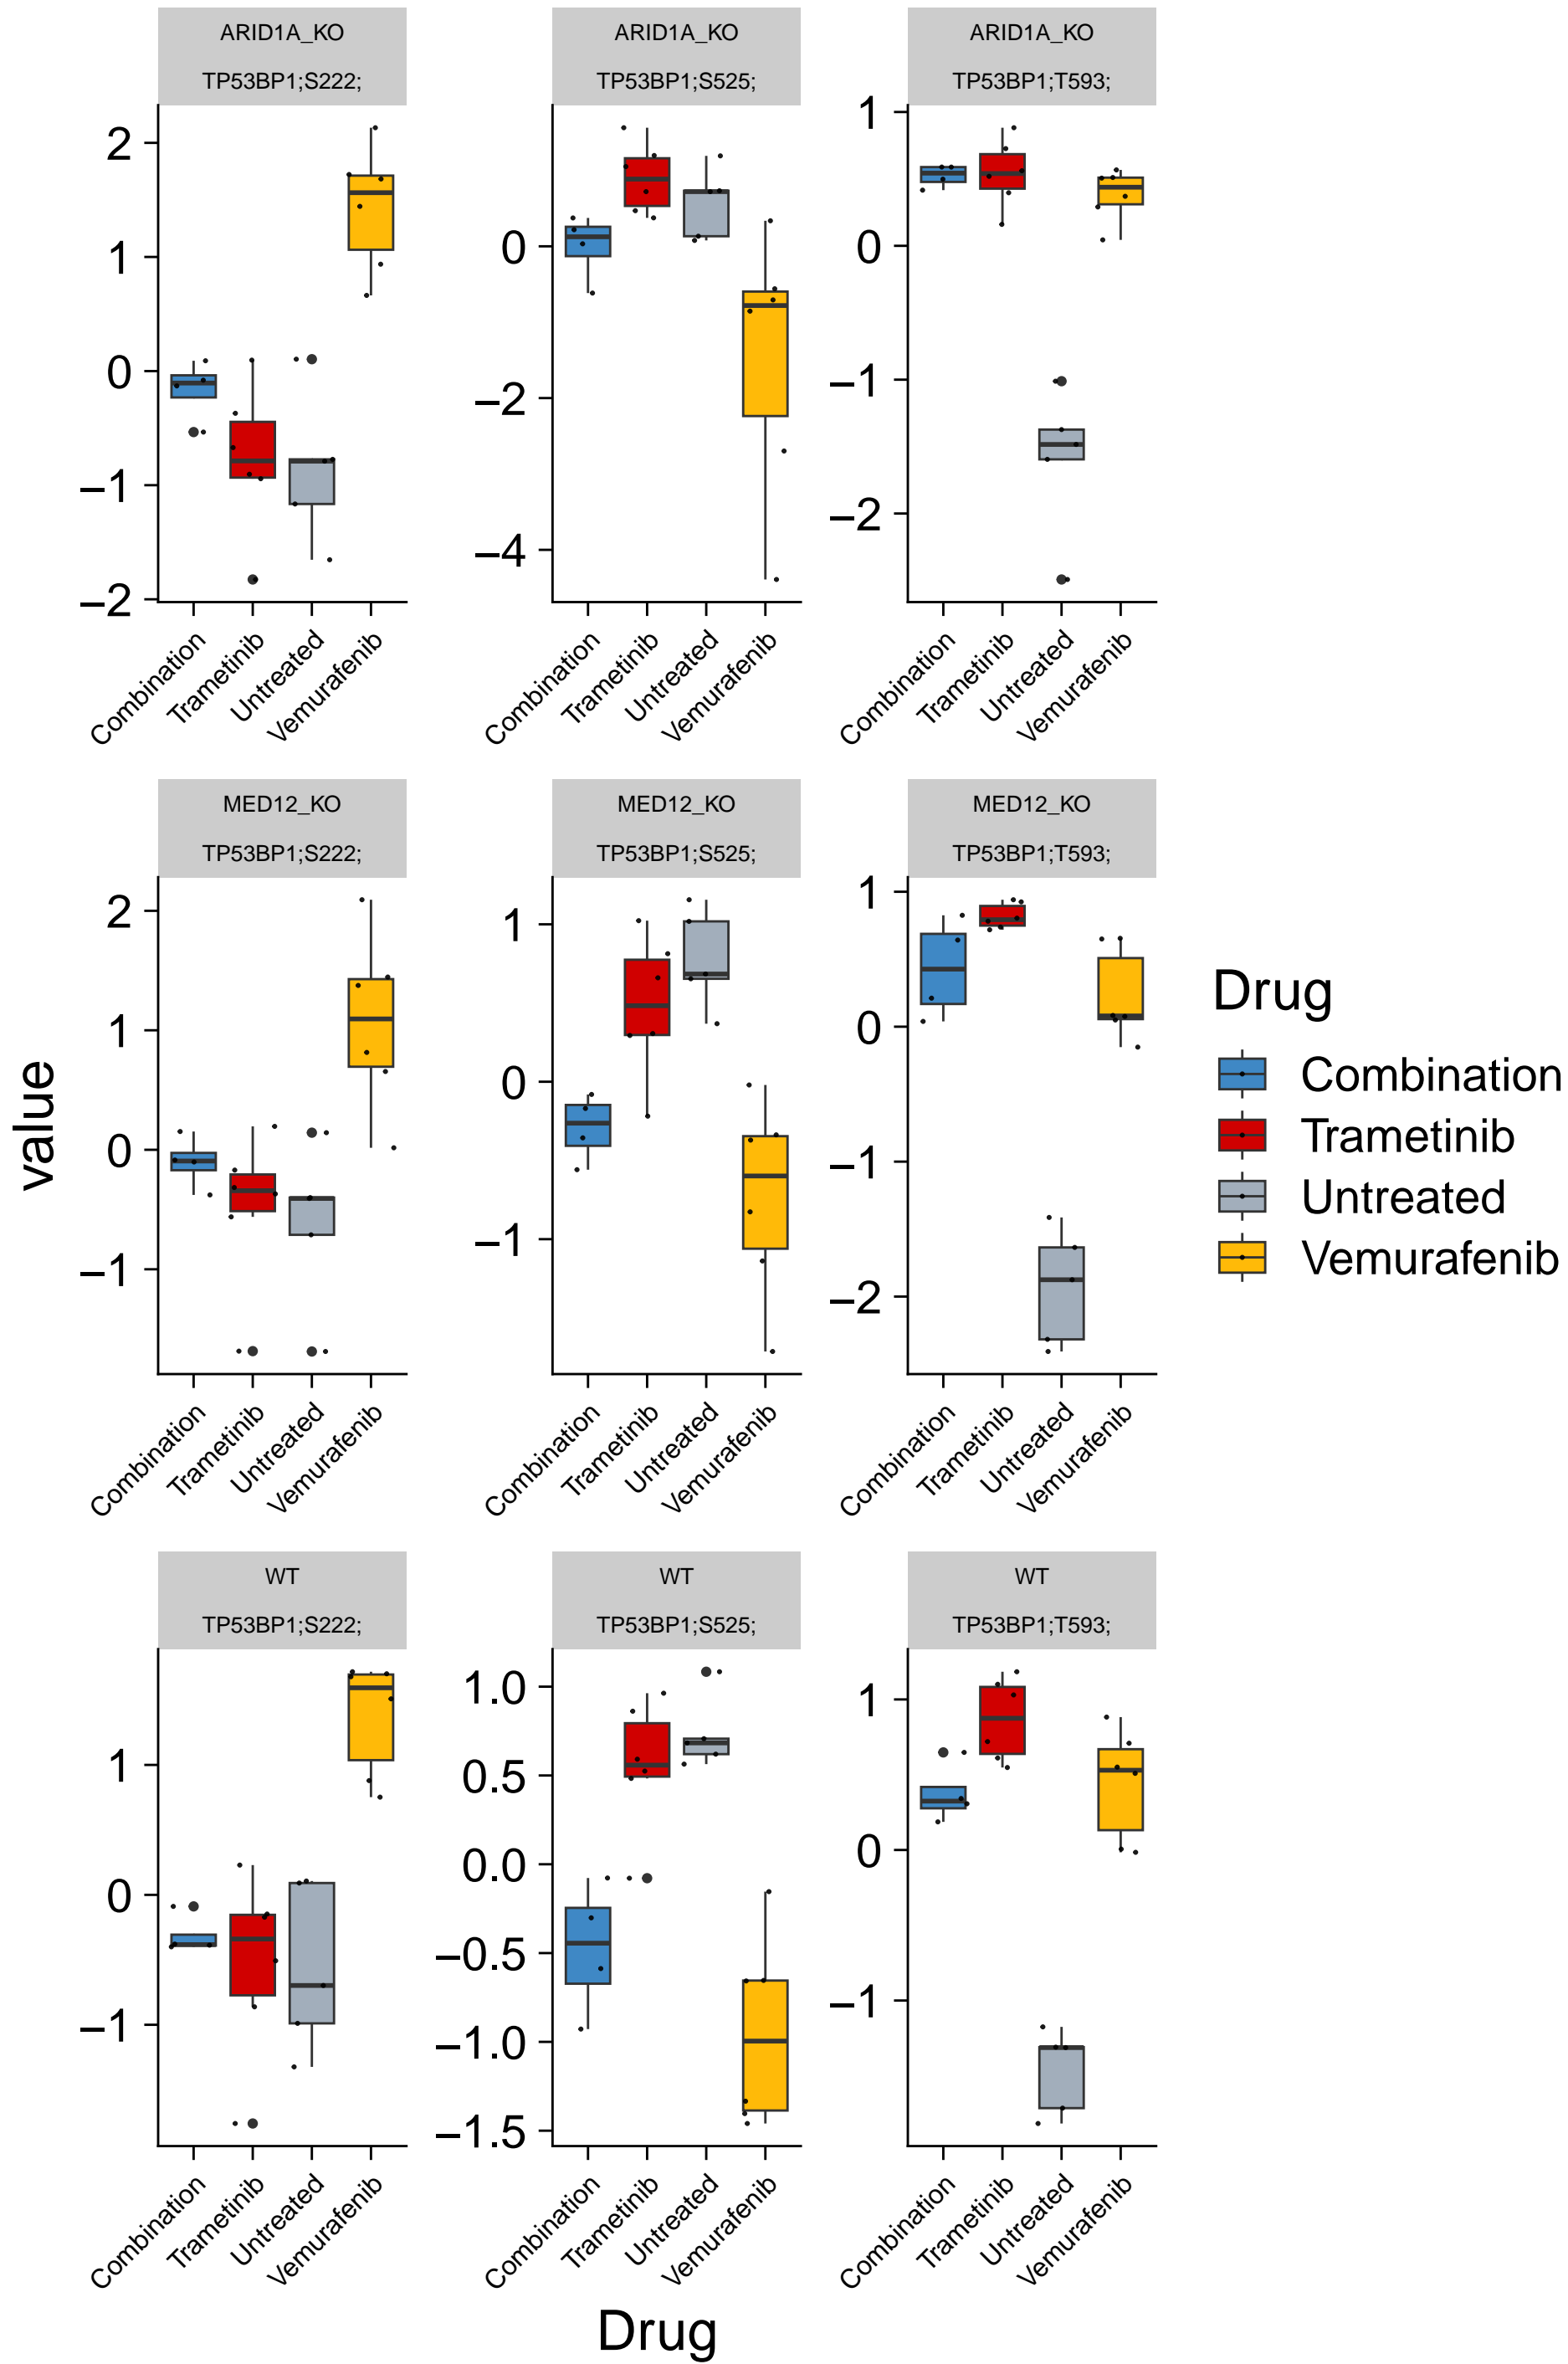 ARID1A_KO
TP53BP1;S222;
ARID1A_KO
TP53BP1;S525;
ARID1A_KO
TP53BP1;T593;
2
1
0
−1
−2
0
−2
−4
1
0
−1
−2
Combination
Trametinib
Untreated
Vemurafenib
Combination
Trametinib
Untreated
Vemurafenib
Combination
Trametinib
Untreated
Vemurafenib
MED12_KO
TP53BP1;S222;
MED12_KO
TP53BP1;S525;
MED12_KO
TP53BP1;T593;
2
1
0
−1
1
0
−1
1
0
−1
−2
Combination
Trametinib
Untreated
Vemurafenib
Combination
Trametinib
Untreated
Vemurafenib
Combination
Trametinib
Untreated
Vemurafenib
WT
TP53BP1;S222;
WT
TP53BP1;S525;
WT
TP53BP1;T593;
1
0
−1
1.0
0.5
0.0
−0.5
−1.0
−1.5
1
0
−1
Combination
Trametinib
Untreated
Vemurafenib
Combination
Trametinib
Untreated
Vemurafenib
Combination
Trametinib
Untreated
Vemurafenib
value
Drug
Drug
Combination
Trametinib
Untreated
Vemurafenib